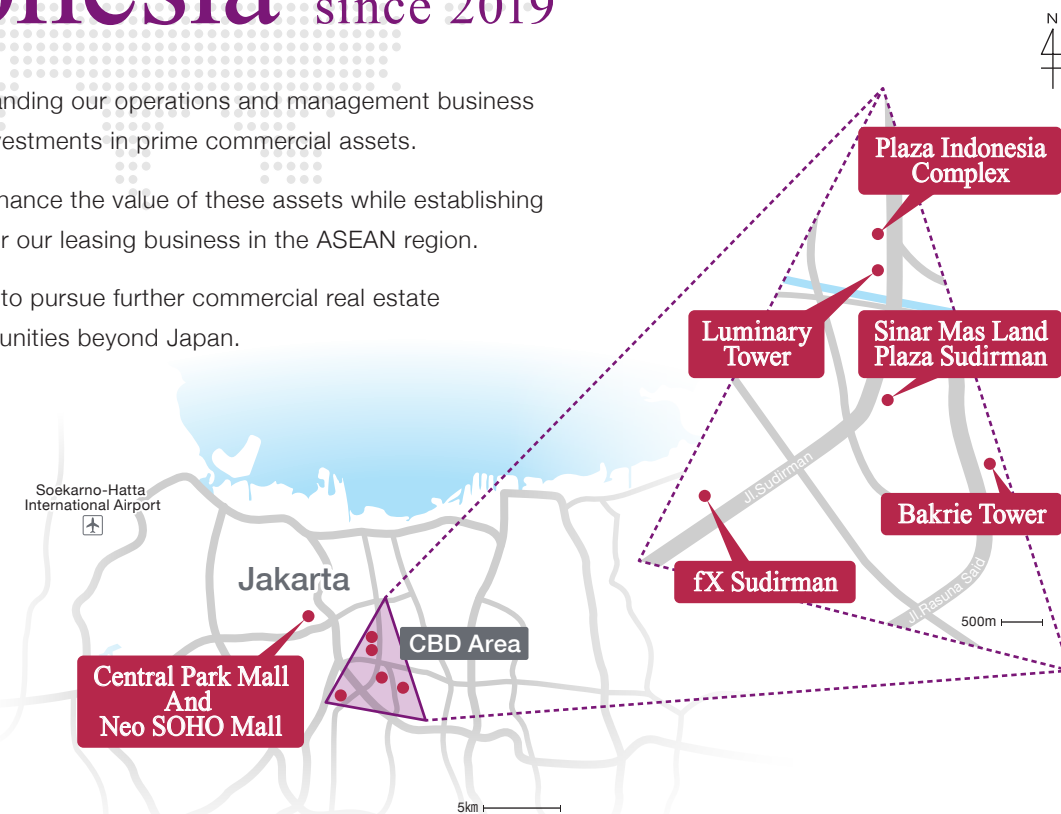 onesia since 2019
anding our operations and management business
vestments in prime commercial assets.
hance the value of these assets while establishing
r our leasing business in the ASEAN region.
to pursue further commercial real estate
unities beyond Japan.
N
Plaza Indonesia
Complex
Luminary
Tower
Sinar Mas Land
Plaza Sudirman
Jl.Sudirman
Bakrie Tower
fX Sudirman
Jl.Rasuna Said
500m
Soekarno-Hatta
International Airport
Jakarta
CBD Area
Central Park Mall
And
Neo SOHO Mall
5km